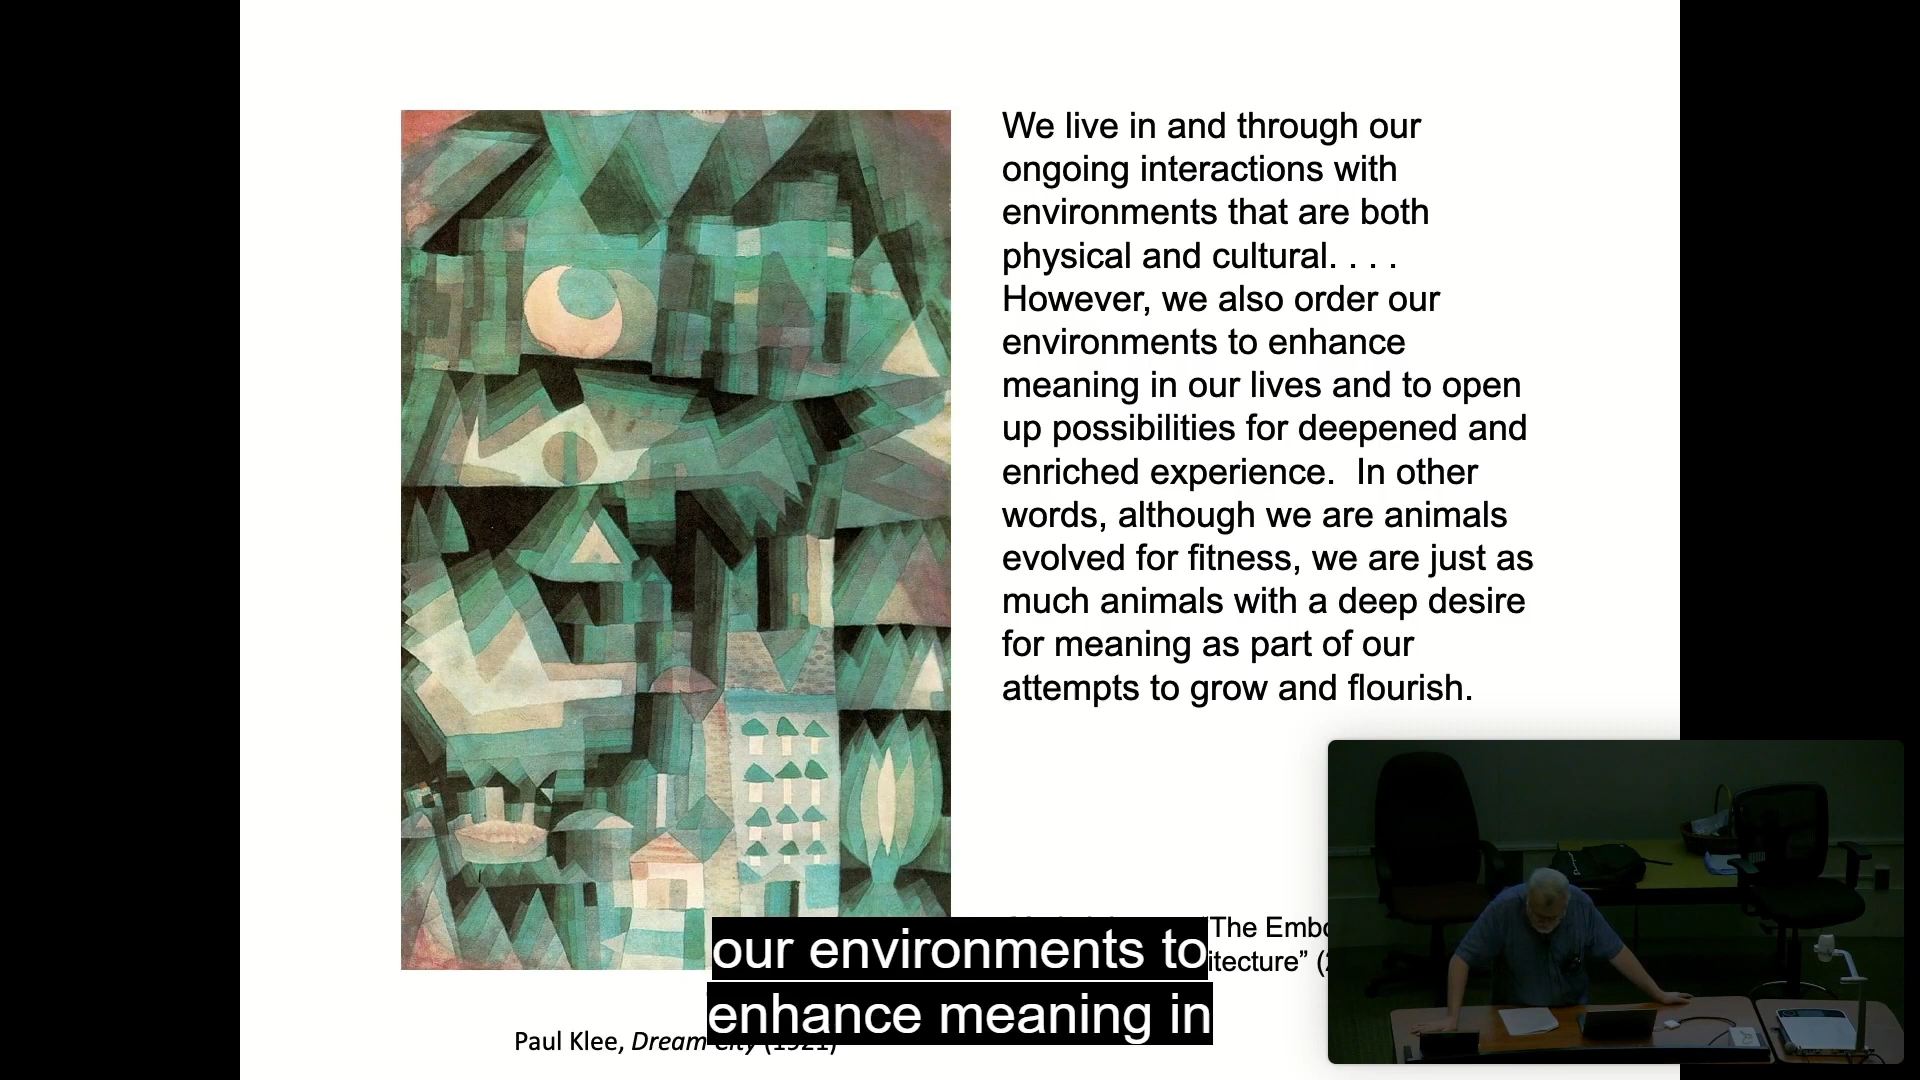 We live in and through our
ongoing interactions with
environments that are both
physical and cultural. . . .
However, we also order our
environments to enhance
meaning in our lives and to open
up possibilities for deepened and
enriched experience.  In other
words, although we are animals
evolved for fitness, we are just as
much animals with a deep desire
for meaning as part of our
attempts to grow and flourish.
“The Embo
itecture” (
our environments to
enhance meaning in
Paul Klee, Dream City (1921)